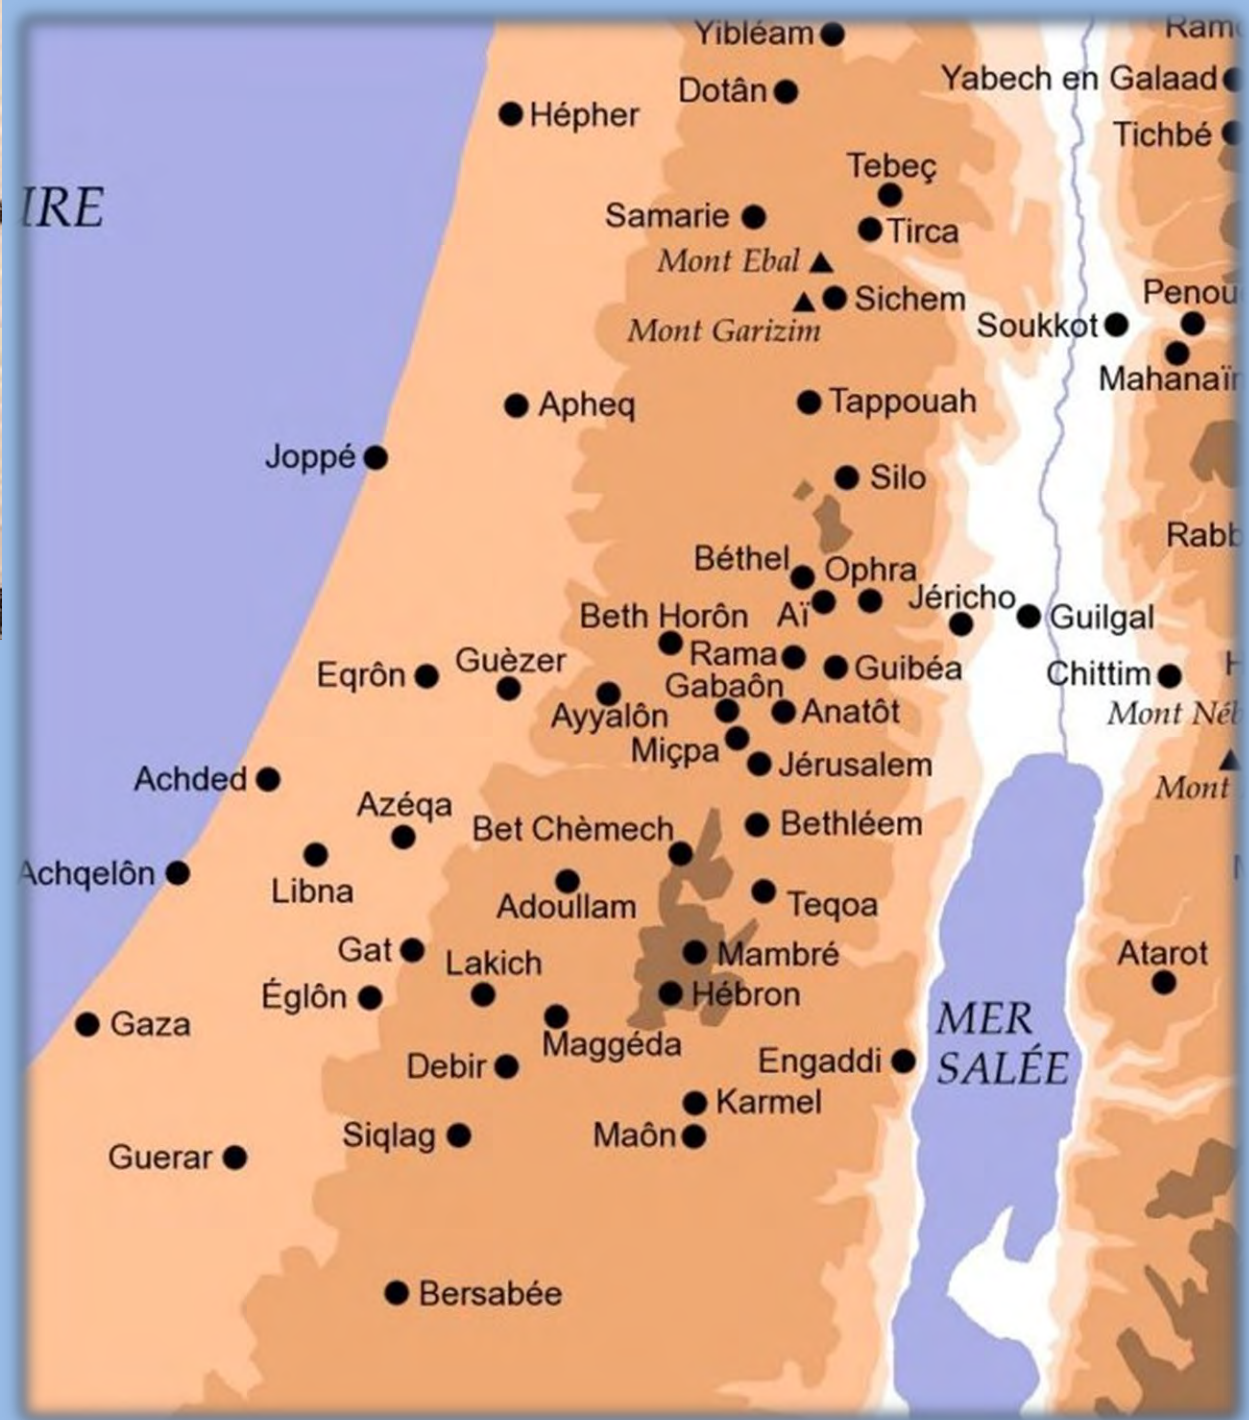 Yibléam
Yabech en Galaad
Dotân
Hépher
Tichbé
Tebeç
IRE
Samarie
Tirca
Mont Ebal
Sichem
Mont Garizim
Soukkot
Apheq
Tappouah
Joppé
Silo
Béthel
Ophra
Jéricho
Beth Horôn
Aï
Guilgal
Rama
Guèzer
Guibéa
Eqrôn
Chittim
Gabaôn
Ayyalôn
Anatôt
Mont
Miçpa
Jérusalem
Achded
Mont
Azéqa
Bet Chèmech
Bethléem
Achqelôn
Libna
Adoullam
Teqoa
Gat
Lakich
Mambré
Atarot
Églôn
Hébron
Gaza
MER
SALÉE
Maggéda
Debir
Engaddi
Karmel
Siqlag
Maôn
Guerar
Bersabée